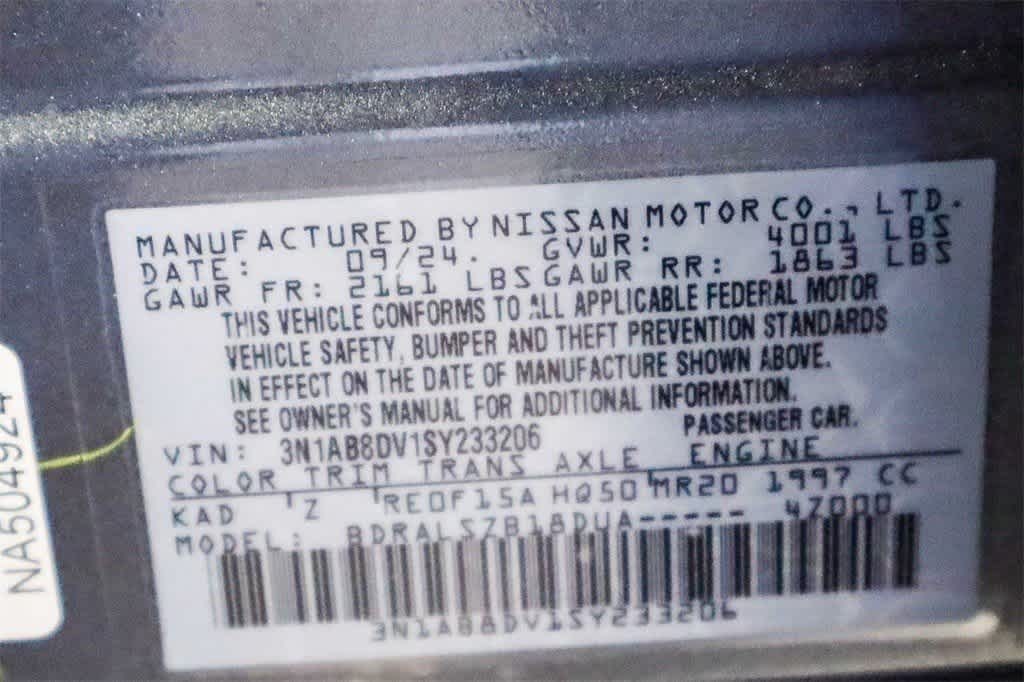 MANUFACTURED BY NISSAN MOTOR CO., LTD.
DATE: 09/24. GVWR: 4001 LBS
GAWR FR: 2161 LBS GAWR RR: 1863 LBS
THIS VEHICLE CONFORMS TO ALL APPLICABLE FEDERAL MOTOR
VEHICLE SAFETY, BUMPER AND THEFT PREVENTION STANDARDS
IN EFFECT ON THE DATE OF MANUFACTURE SHOWN ABOVE.
SEE OWNER'S MANUAL FOR ADDITIONAL INFORMATION.
PASSENGER CAR.
VIN: 3N1AB8DV1SY233206
COLOR TRIM TRANS AXLE ENGINE
KAD Z RE0F15A HQ50 MR20 1997 CC
MODEL: BDRALSZB18DUA----- 4Z000
3N1AB8DV1SY233206
NA504924